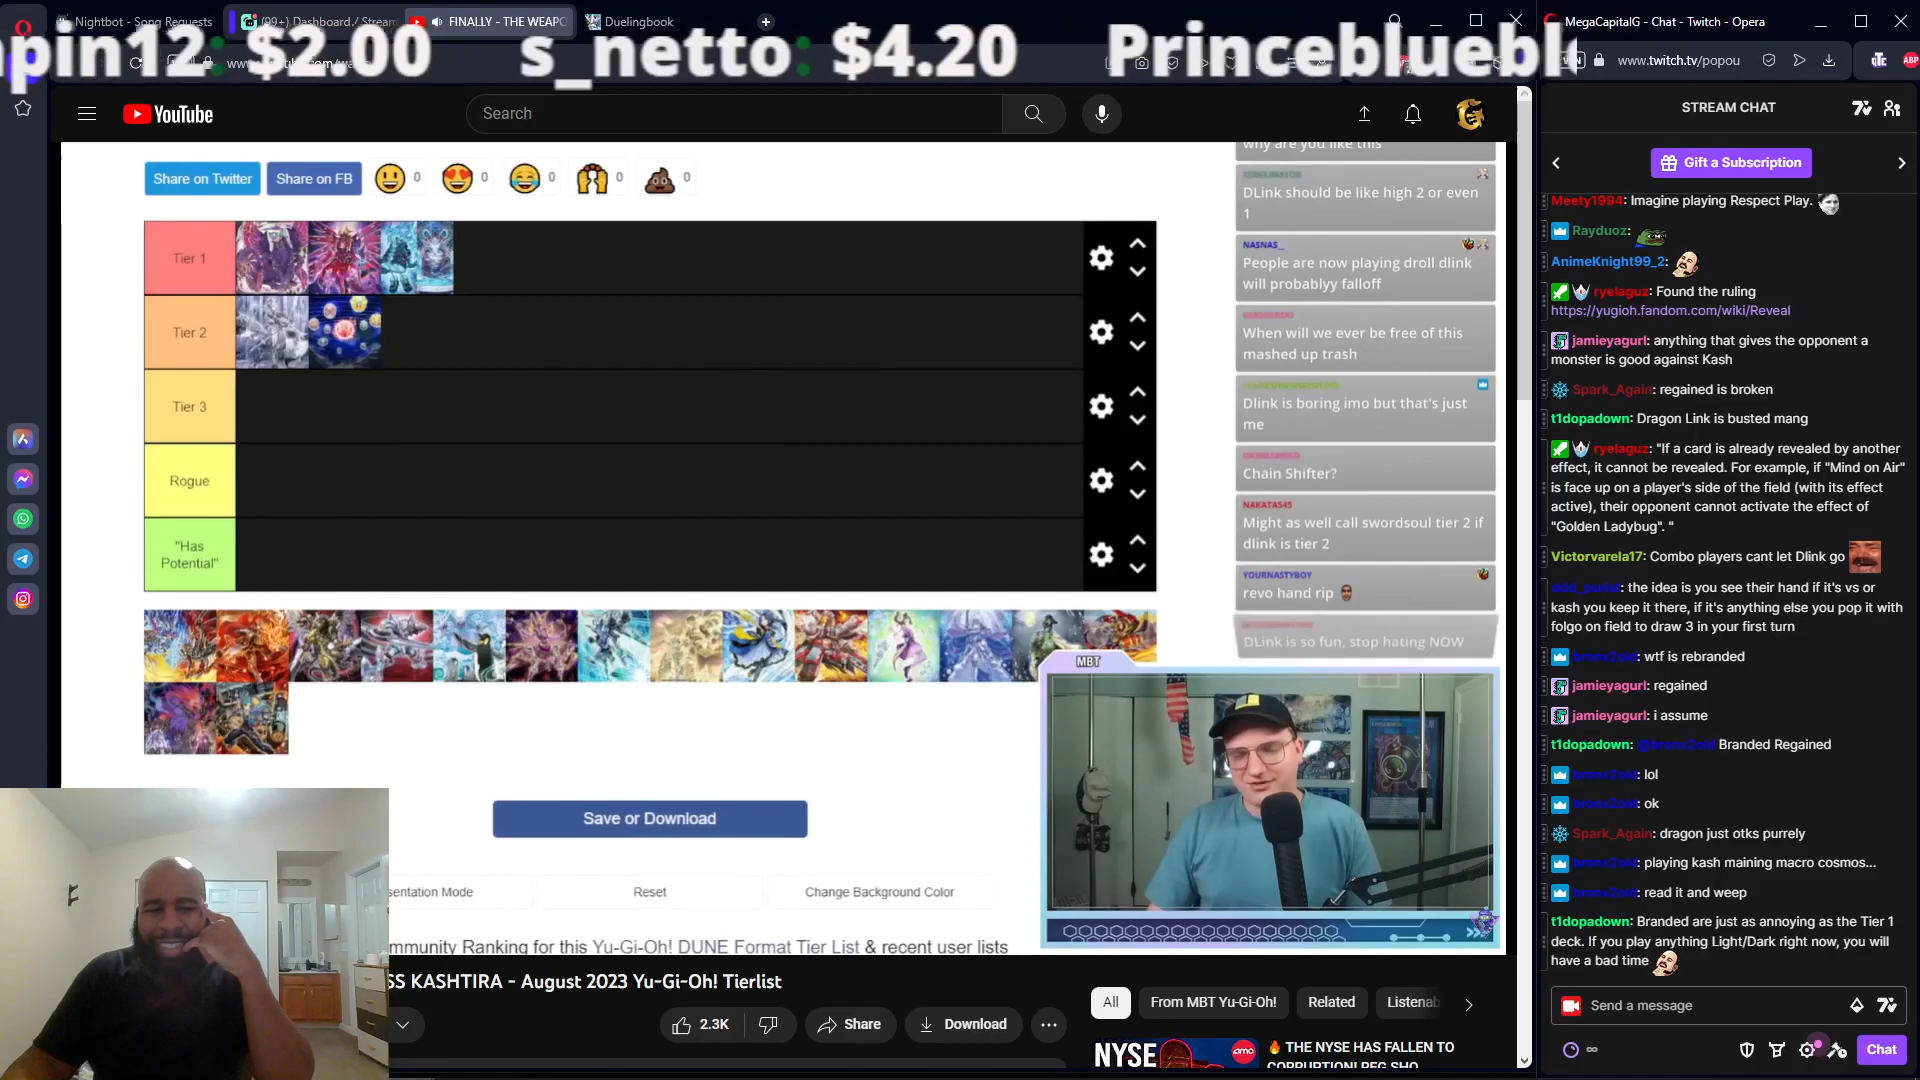 Nightbot - Song Requests
(99+) Dashboard / Stream
FINALLY - THE WEAPO
Duelingbook
MegaCapitalG - Chat - Twitch - Opera
pin12: $2.00 s_netto: $4.20 Princebluebl
www.twitch.tv/popou
YouTube
Search
Share on Twitter
Share on FB
0
0
0
0
0
Tier 1
Tier 2
Tier 3
Rogue
"Has
Potential"
Save or Download
sentation Mode
Reset
Change Background Color
mmunity Ranking for this Yu-Gi-Oh! DUNE Format Tier List & recent user lists
why are you like this
DLink should be like high 2 or even
1
NASNAS_
People are now playing droll dlink
will probablyy falloff
When will we ever be free of this
mashed up trash
Dlink is boring imo but that's just
me
Chain Shifter?
NAKATA545
Might as well call swordsoul tier 2 if
dlink is tier 2
YOURNASTYBOY
revo hand rip
DLink is so fun, stop hating NOW
MBT
SS KASHTIRA - August 2023 Yu-Gi-Oh! Tierlist
2.3K
Share
Download
All
From MBT Yu-Gi-Oh!
Related
Listenab
NYSE
amc
THE NYSE HAS FALLEN TO
CORRUPTION! REG SHO
STREAM CHAT
Gift a Subscription
Meety1994: Imagine playing Respect Play.
Rayduoz:
AnimeKnight99_2:
ryelaguz: Found the ruling
https://yugioh.fandom.com/wiki/Reveal
jamieyagurl: anything that gives the opponent a
monster is good against Kash
Spark_Again: regained is broken
t1dopadown: Dragon Link is busted mang
ryelaguz: "If a card is already revealed by another
effect, it cannot be revealed. For example, if "Mind on Air"
is face up on a player's side of the field (with its effect
active), their opponent cannot activate the effect of
"Golden Ladybug". "
Victorvarela17: Combo players cant let Dlink go
the idea is you see their hand if it's vs or
kash you keep it there, if it's anything else you pop it with
folgo on field to draw 3 in your first turn
bronx2old: wtf is rebranded
jamieyagurl: regained
jamieyagurl: i assume
t1dopadown: @bronx2old Branded Regained
bronx2old: lol
bronx2old: ok
Spark_Again: dragon just otks purrely
bronx2old: playing kash maining macro cosmos...
bronx2old: read it and weep
t1dopadown: Branded are just as annoying as the Tier 1
deck. If you play anything Light/Dark right now, you will
have a bad time
Send a message
Chat